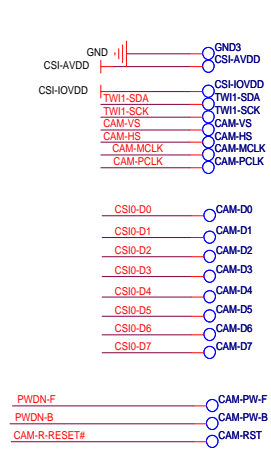 GND GND3
CSI-AVDD CSI-AVDD
CSI-IOVDD CSI-IOVDD
TWI1-SDA TWI1-SDA
TWI1-SCK TWI1-SCK
CAM-VS CAM-VS
CAM-HS CAM-HS
CAM-MCLK CAM-MCLK
CAM-PCLK CAM-PCLK
CSI0-D0 CAM-D0
CSI0-D1 CAM-D1
CSI0-D2 CAM-D2
CSI0-D3 CAM-D3
CSI0-D4 CAM-D4
CSI0-D5 CAM-D5
CSI0-D6 CAM-D6
CSI0-D7 CAM-D7
PWDN-F CAM-PW-F
PWDN-B CAM-PW-B
CAM-R-RESET# CAM-RST